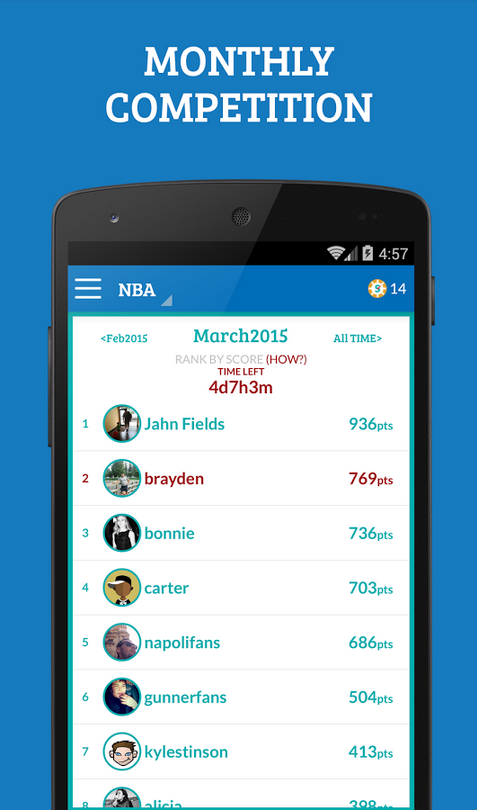 MONTHLY
COMPETITION
4:57
NBA
14
<Feb2015 March2015 All TIME>
RANK BY SCORE (HOW?)
TIME LEFT
4d7h3m
1 Jahn Fields 936pts
2 brayden 769pts
3 bonnie 736pts
4 carter 703pts
5 napolifans 686pts
6 gunnerfans 504pts
7 kylestinson 413pts
8 alicia 398pts